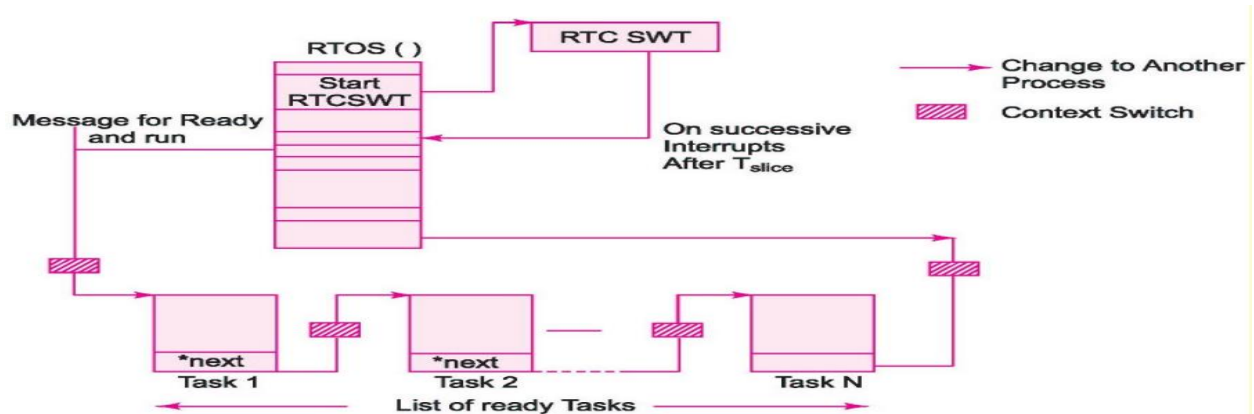 RTOS ( )
RTC SWT
Start
RTCSWT
Change to Another
Process
Context Switch
Message for Ready
and run
On successive
Interrupts
After Tslice
*next
*next
Task 1
Task 2
Task N
List of ready Tasks